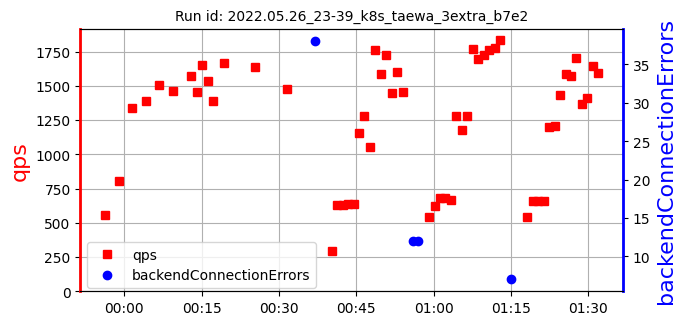 Run id: 2022.05.26_23-39_k8s_taewa_3extra_b7e2
qps
1750
1500
1250
1000
750
500
250
0
35
30
25
20
15
10
backendConnectionErrors
qps
backendConnectionErrors
00:00 00:15 00:30 00:45 01:00 01:15 01:30